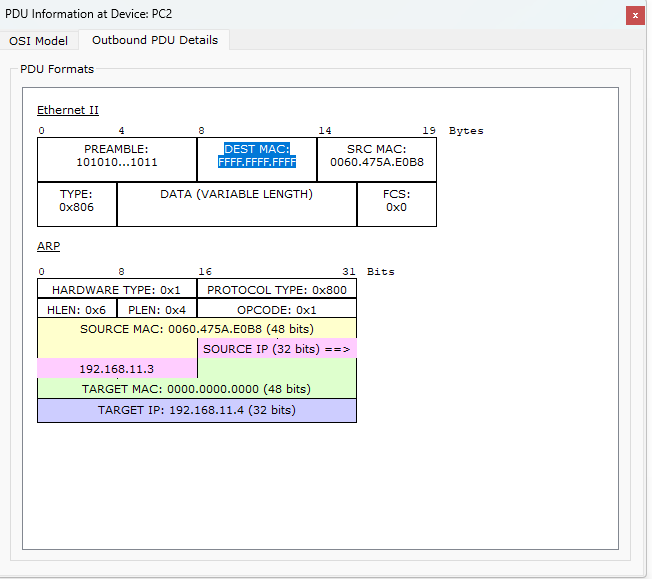 PDU Information at Device: PC2
x
OSI Model Outbound PDU Details
PDU Formats
Ethernet II
0 4 8 14 19 Bytes
PREAMBLE: DEST MAC: SRC MAC:
101010...1011 FFFF.FFFF.FFFF 0060.475A.E0B8
TYPE: DATA (VARIABLE LENGTH) FCS:
0x806 0x0
ARP
0 8 16 31 Bits
HARDWARE TYPE: 0x1 PROTOCOL TYPE: 0x800
HLEN: 0x6 PLEN: 0x4 OPCODE: 0x1
SOURCE MAC: 0060.475A.E0B8 (48 bits)
SOURCE IP (32 bits) ==>
192.168.11.3
TARGET MAC: 0000.0000.0000 (48 bits)
TARGET IP: 192.168.11.4 (32 bits)